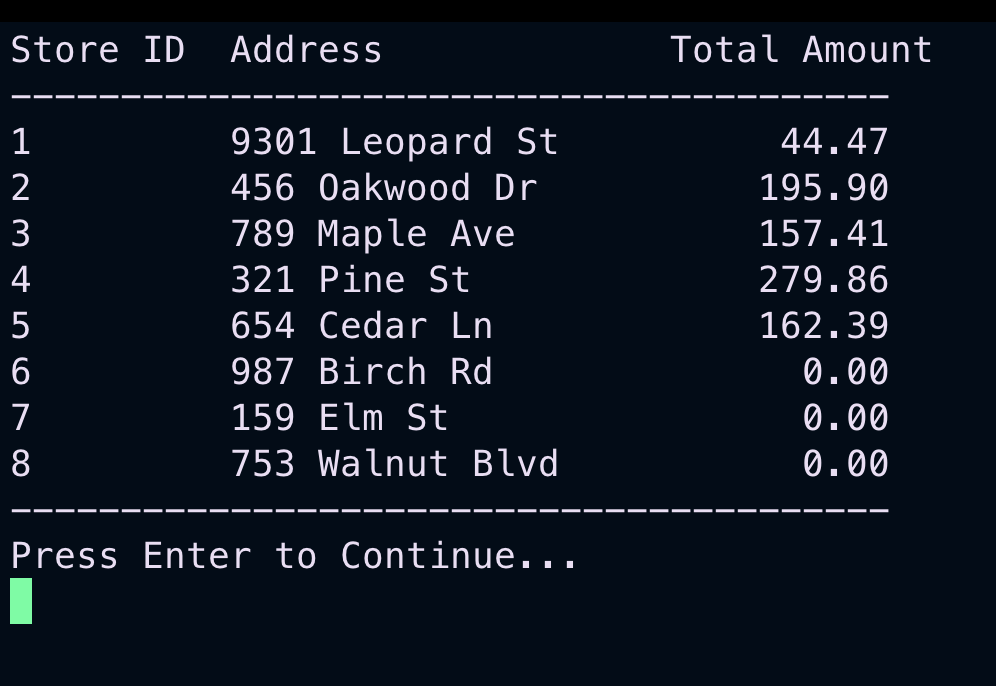 Store ID  Address             Total Amount
----------------------------------------
1         9301 Leopard St          44.47
2         456 Oakwood Dr          195.90
3         789 Maple Ave           157.41
4         321 Pine St             279.86
5         654 Cedar Ln            162.39
6         987 Birch Rd              0.00
7         159 Elm St                0.00
8         753 Walnut Blvd           0.00
----------------------------------------
Press Enter to Continue...